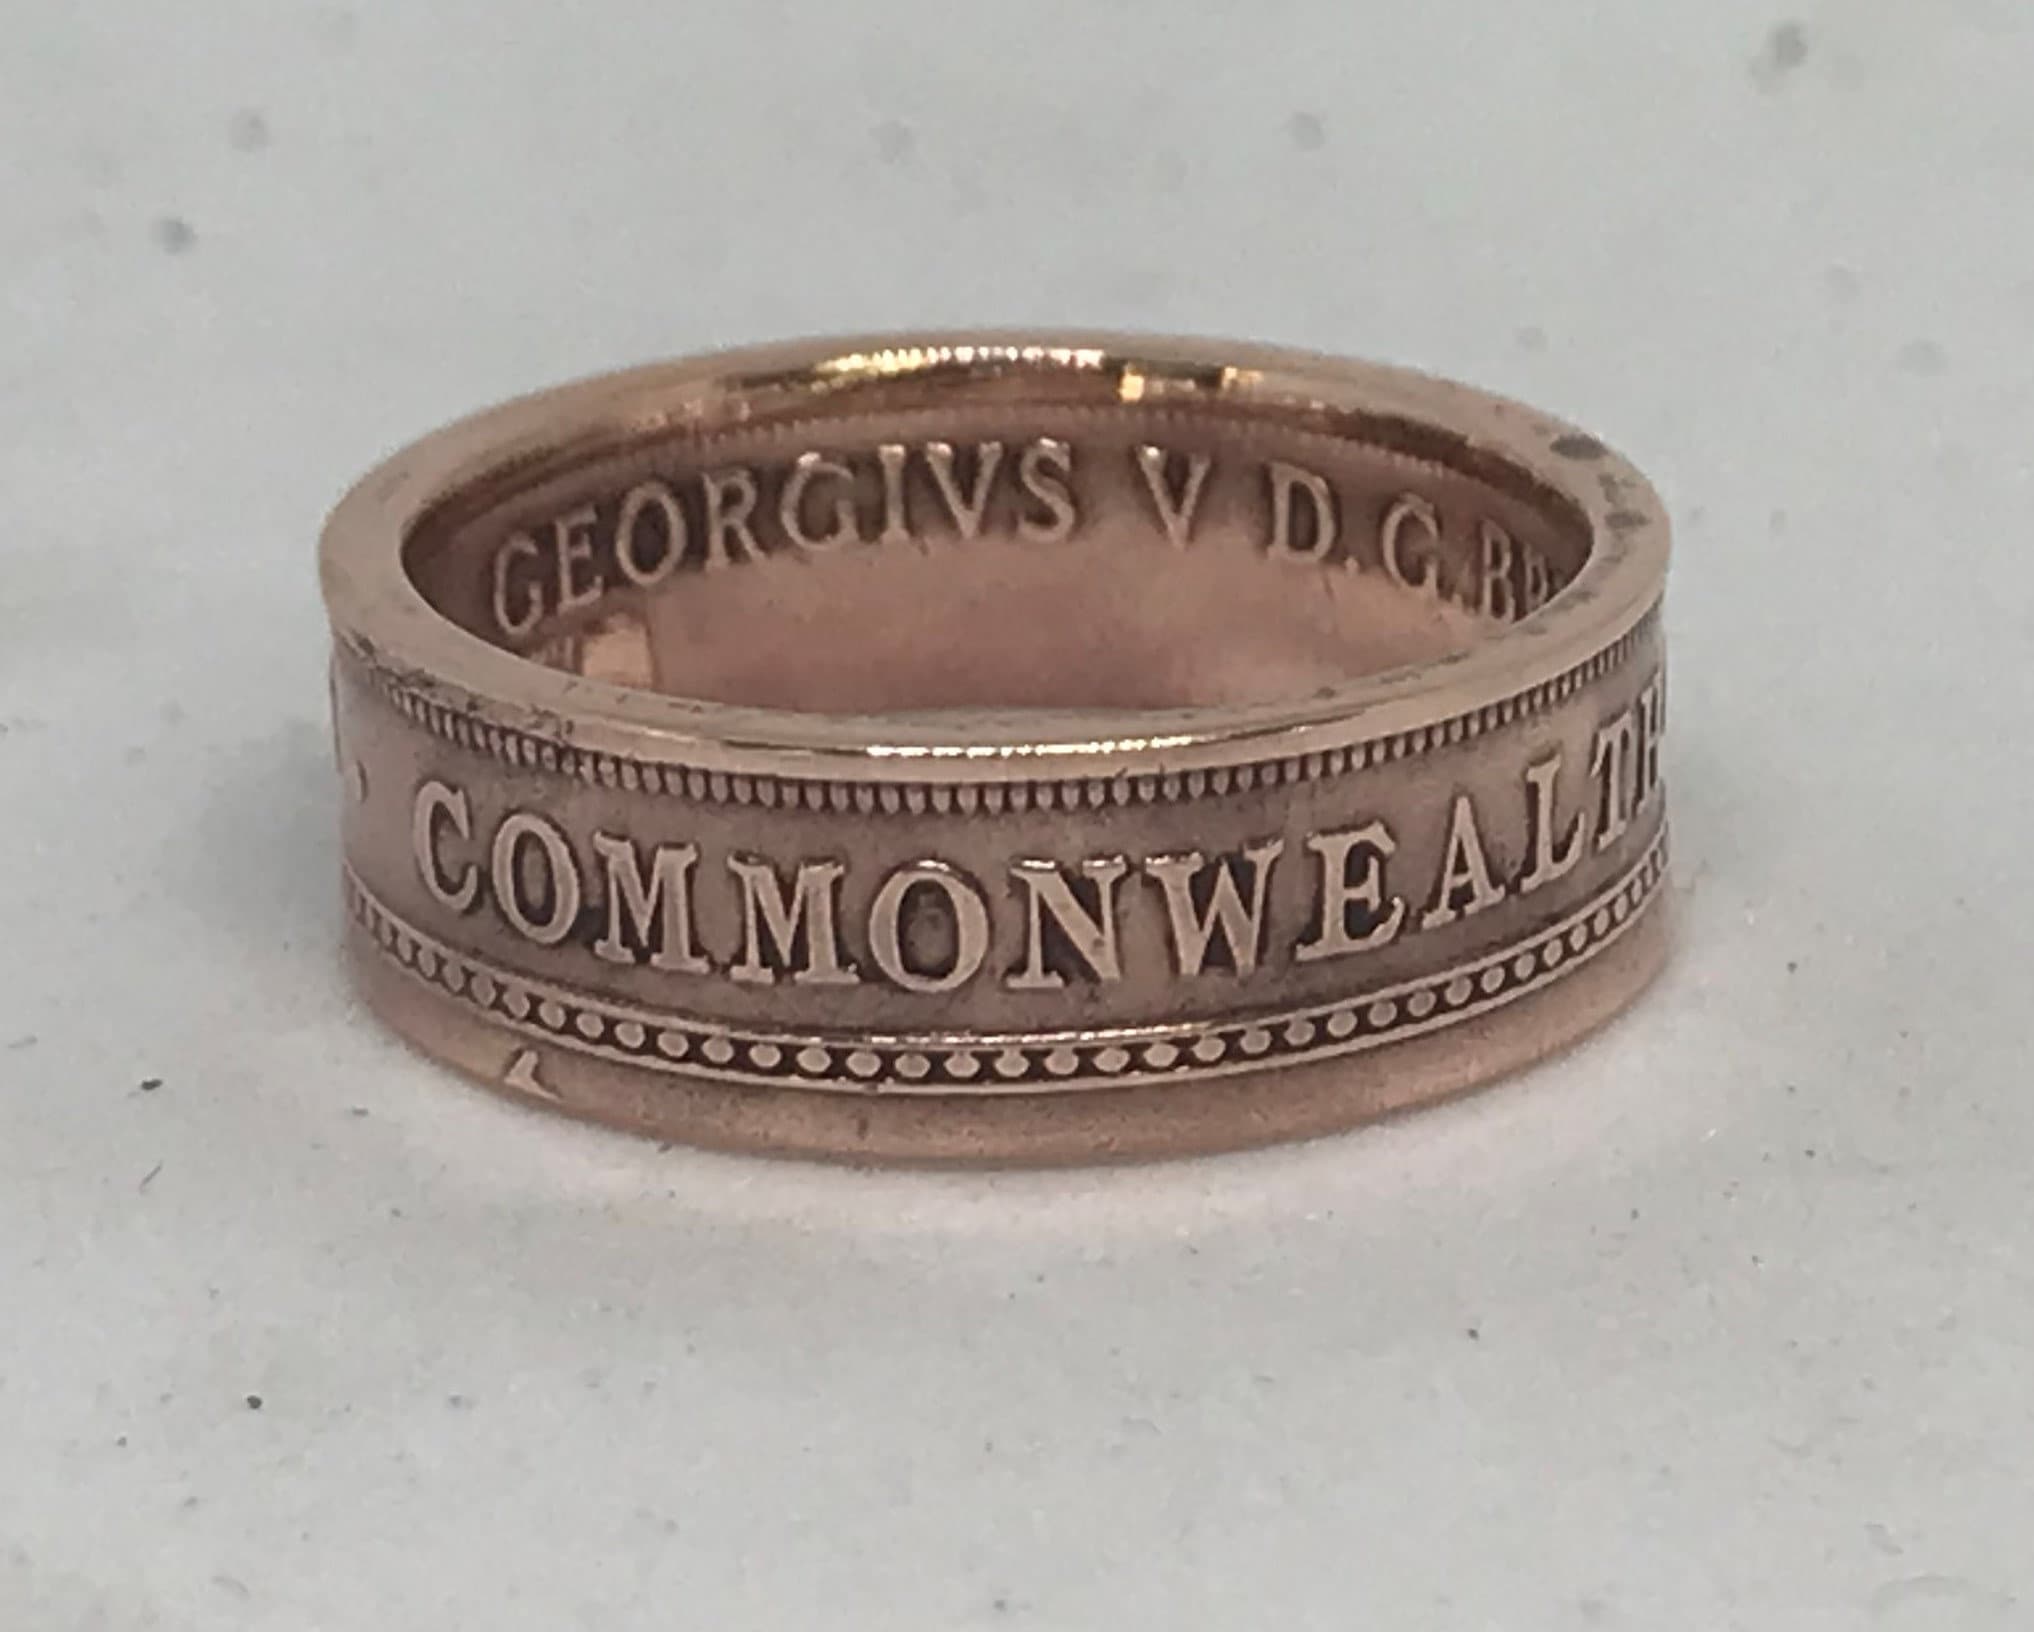 GEORGIVS V D.G.
COMMONWEALTH